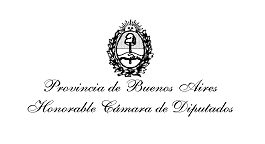 Provincia de Buenos Aires
Honorable Cámara de Diputados